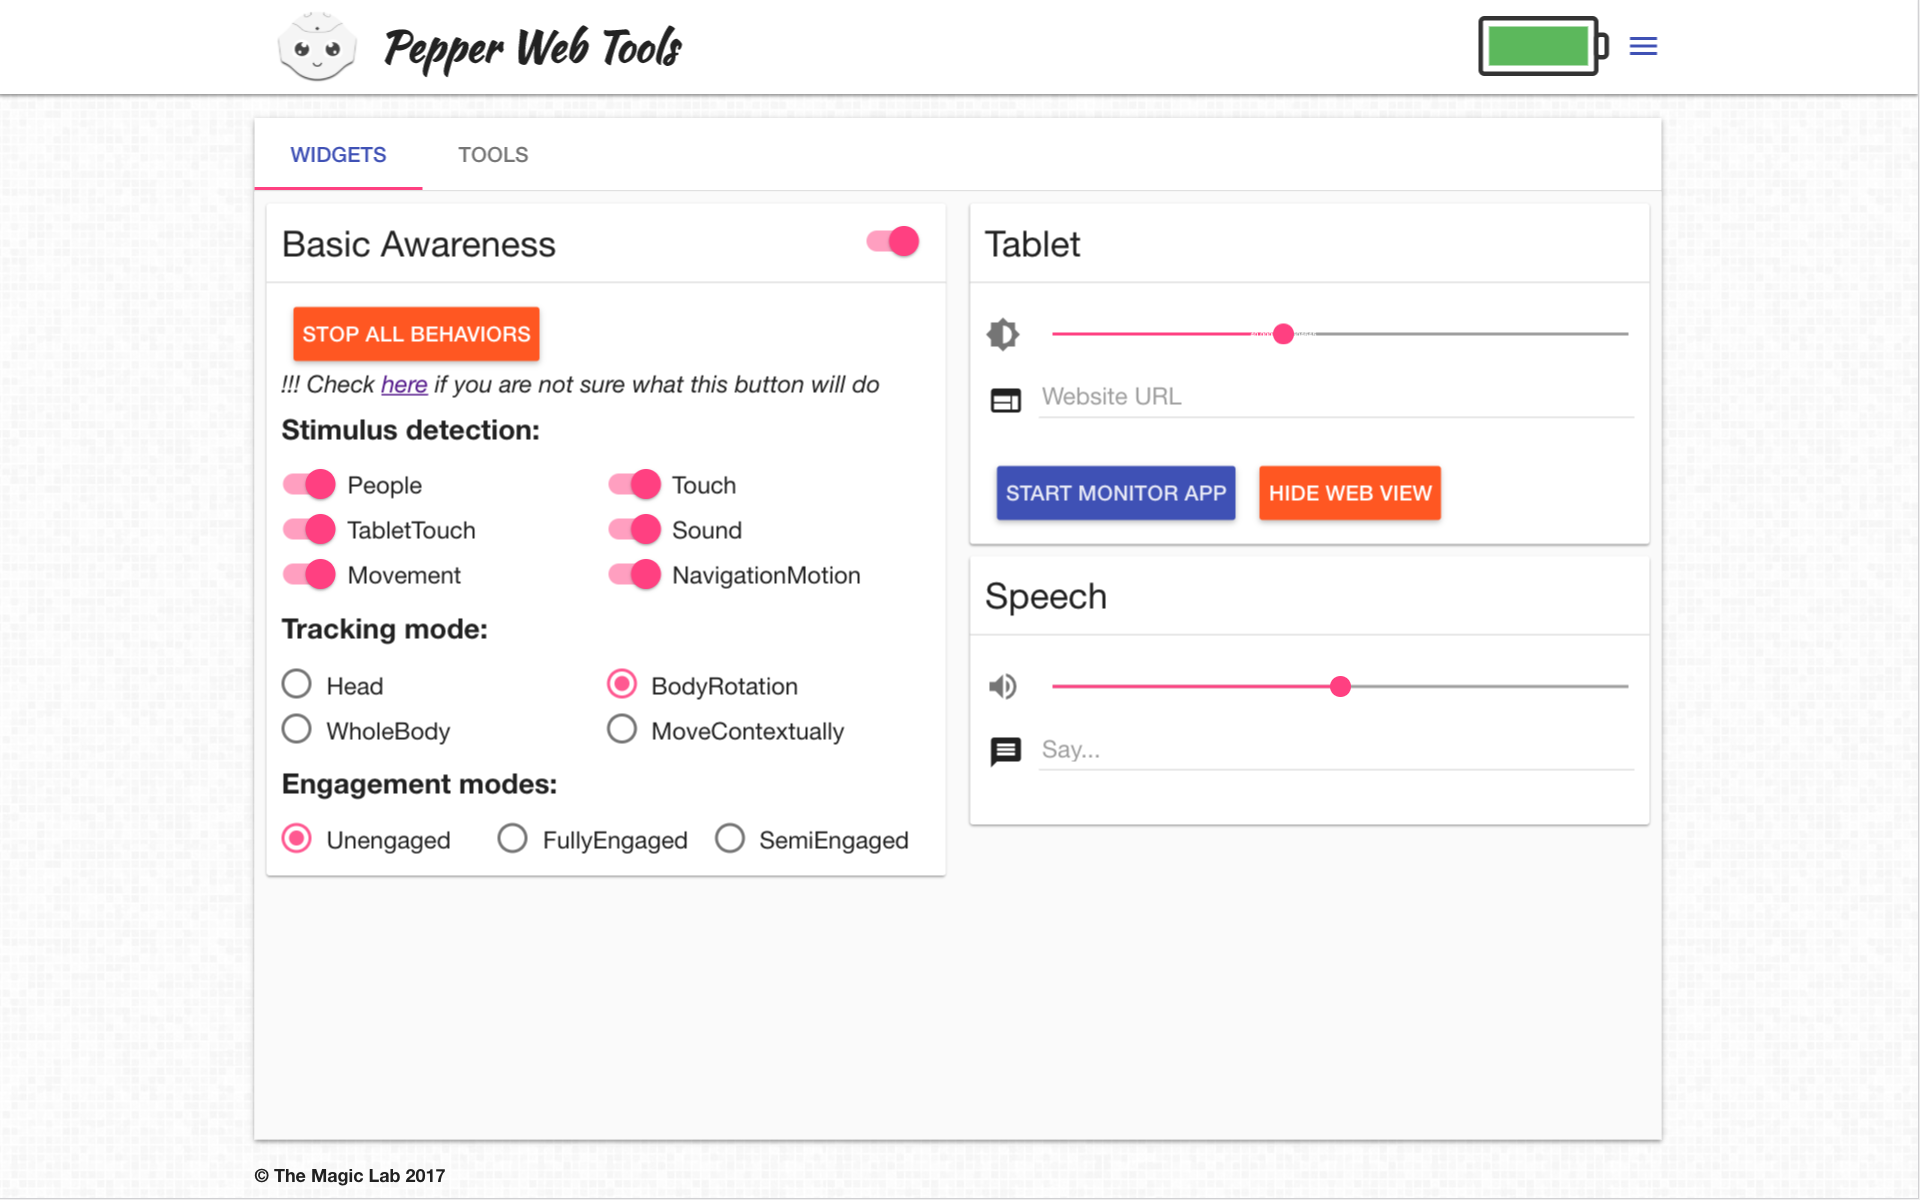 Pepper Web Tools
WIDGETS
TOOLS
Basic Awareness
STOP ALL BEHAVIORS
!!! Check here if you are not sure what this button will do
Stimulus detection:
People
Touch
TabletTouch
Sound
Movement
NavigationMotion
Tracking mode:
Head
BodyRotation
WholeBody
MoveContextually
Engagement modes:
Unengaged
FullyEngaged
SemiEngaged
Tablet
Website URL
START MONITOR APP
HIDE WEB VIEW
Speech
Say...
© The Magic Lab 2017